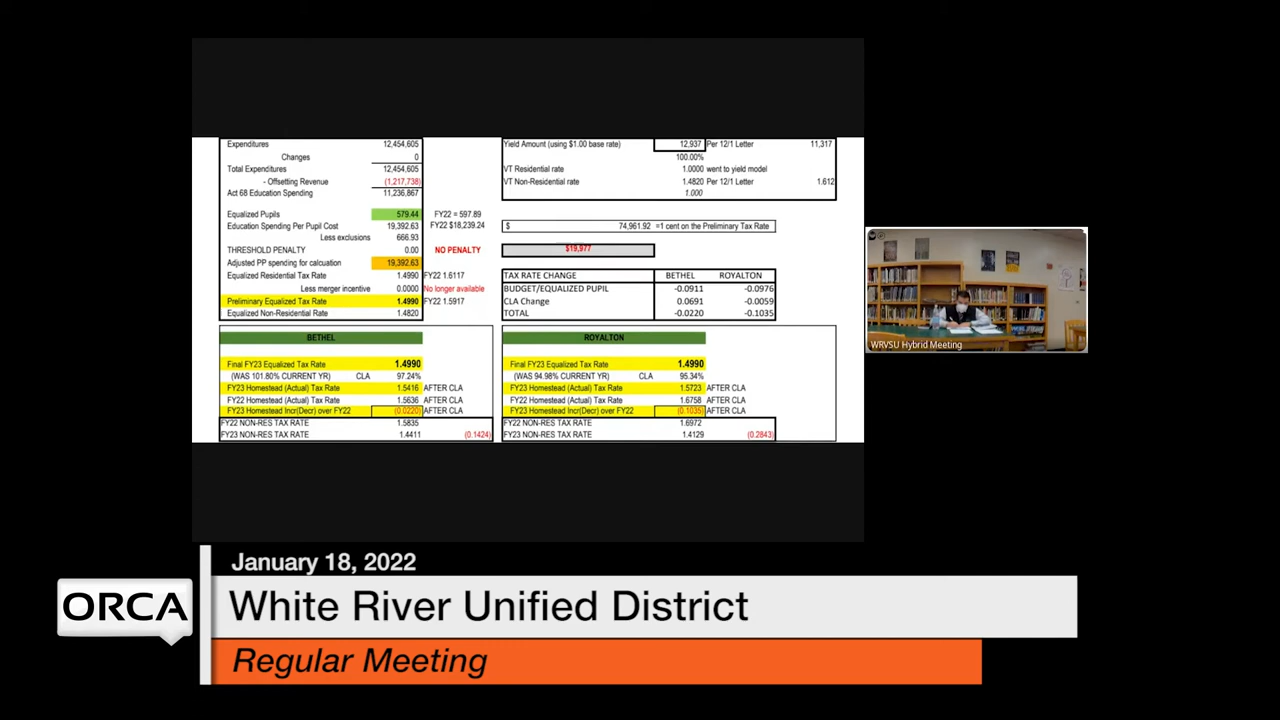 Expenditures 12,454,605
Changes 0
Total Expenditures 12,454,605
- Offsetting Revenue (1,217,738)
Act 68 Education Spending 11,236,867
Equalized Pupils 579.44 FY22 = 597.89
Education Spending Per Pupil Cost 19,392.63 FY22 $18,239.24
Less exclusions 666.93
THRESHOLD PENALTY 0.00 NO PENALTY
Adjusted PP spending for calcuation 19,392.63
Equalized Residential Tax Rate 1.4990 FY22 1.6117
Less merger incentive 0.0000 No longer available
Preliminary Equalized Tax Rate 1.4990 FY22 1.5917
Equalized Non-Residential Rate 1.4820
Yield Amount (using $1.00 base rate) 12,937 Per 12/1 Letter 11,317
100.00%
VT Residential rate 1.0000 went to yield model
VT Non-Residential rate 1.4820 Per 12/1 Letter 1.612
1.000
$ 74,961.92 =1 cent on the Preliminary Tax Rate
$19,977
TAX RATE CHANGE BETHEL ROYALTON
BUDGET/EQUALIZED PUPIL -0.0911 -0.0976
CLA Change 0.0691 -0.0059
TOTAL -0.0220 -0.1035
BETHEL
Final FY23 Equalized Tax Rate 1.4990
(WAS 101.80% CURRENT YR) CLA 97.24%
FY23 Homestead (Actual) Tax Rate 1.5416 AFTER CLA
FY22 Homestead (Actual) Tax Rate 1.5636 AFTER CLA
FY23 Homestead Incr(Decr) over FY22 (0.0220) AFTER CLA
FY22 NON-RES TAX RATE 1.5835
FY23 NON-RES TAX RATE 1.4411 (0.1424)
ROYALTON
Final FY23 Equalized Tax Rate 1.4990
(WAS 94.98% CURRENT YR) CLA 95.34%
FY23 Homestead (Actual) Tax Rate 1.5723 AFTER CLA
FY22 Homestead (Actual) Tax Rate 1.6758 AFTER CLA
FY23 Homestead Incr(Decr) over FY22 (0.1035) AFTER CLA
FY22 NON-RES TAX RATE 1.6972
FY23 NON-RES TAX RATE 1.4129 (0.2843)
WRVSU Hybrid Meeting
January 18, 2022
ORCA
White River Unified District
Regular Meeting